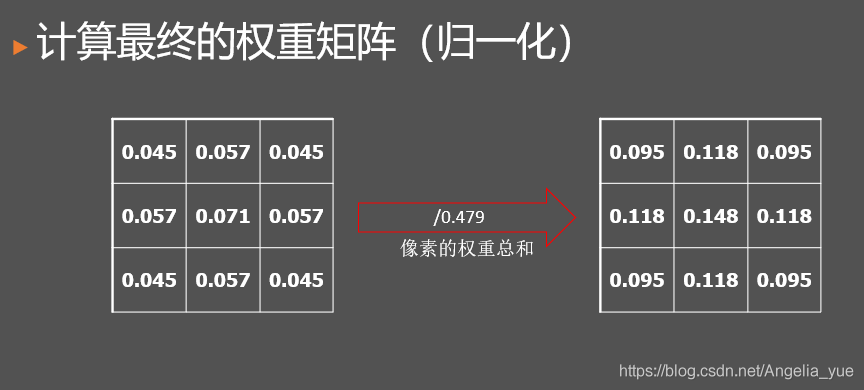 计算最终的权重矩阵（归一化）
0.045 0.057 0.045 0.095 0.118 0.095
0.057 0.071 0.057 /0.479 0.118 0.148 0.118
像素的权重总和
0.045 0.057 0.045 0.095 0.118 0.095
https://blog.csdn.net/Angelia_yue